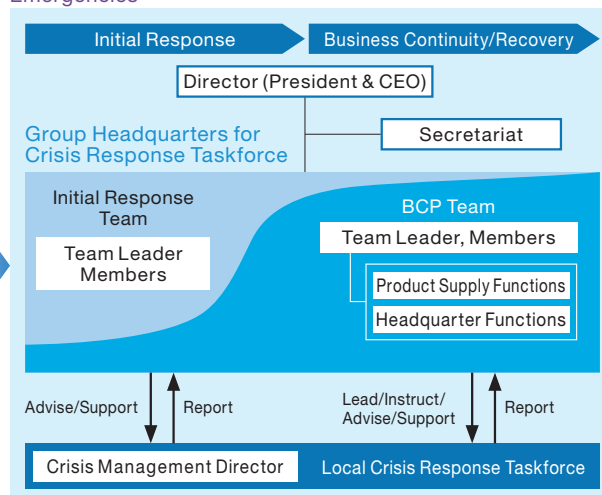 Emergencies
Initial Response
Business Continuity/Recovery
Director (President & CEO)
Secretariat
Group Headquarters for
Crisis Response Taskforce
Initial Response
Team
Team Leader
Members
BCP Team
Team Leader, Members
Product Supply Functions
Headquarter Functions
Advise/Support
Report
Lead/Instruct/
Advise/Support
Report
Crisis Management Director
Local Crisis Response Taskforce